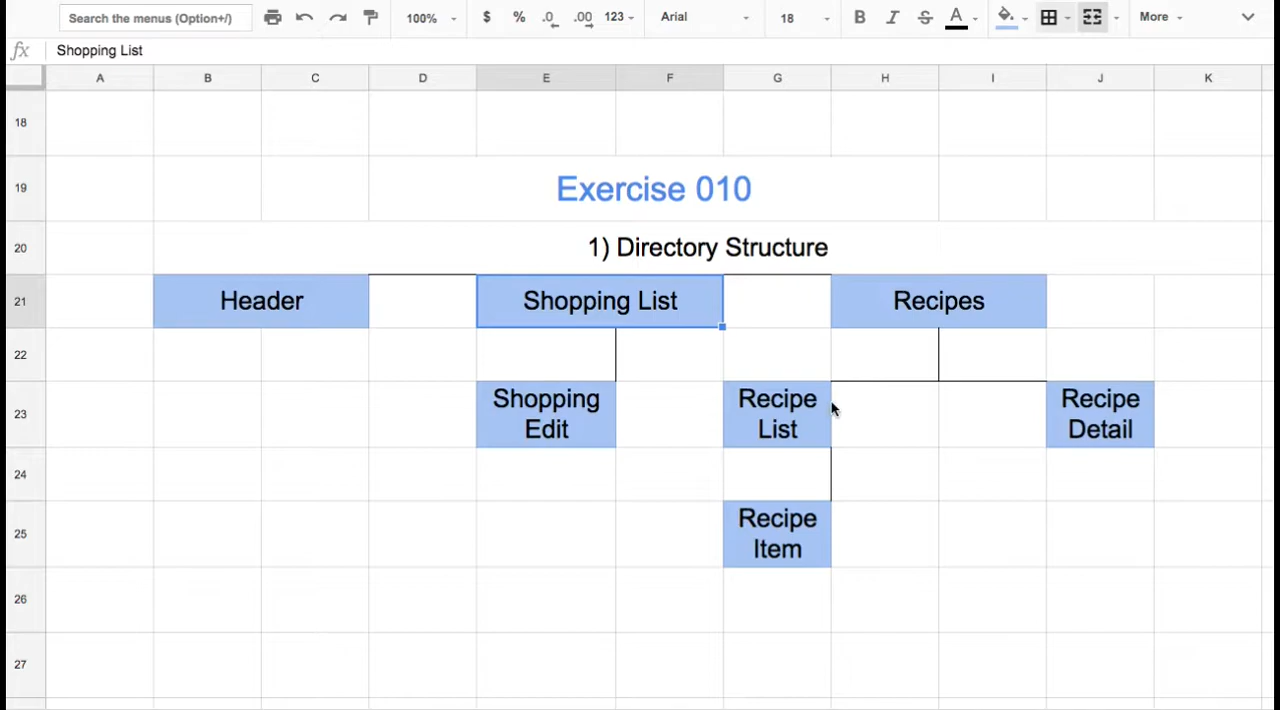 Search the menus (Option+/) 100% $ % .0 .00 123 Arial 18 B I S A More
fx Shopping List
A B C D E F G H I J K
18
19 Exercise 010
20 1) Directory Structure
21 Header Shopping List Recipes
22
23 Shopping Edit Recipe List Recipe Detail
24
25 Recipe Item
26
27